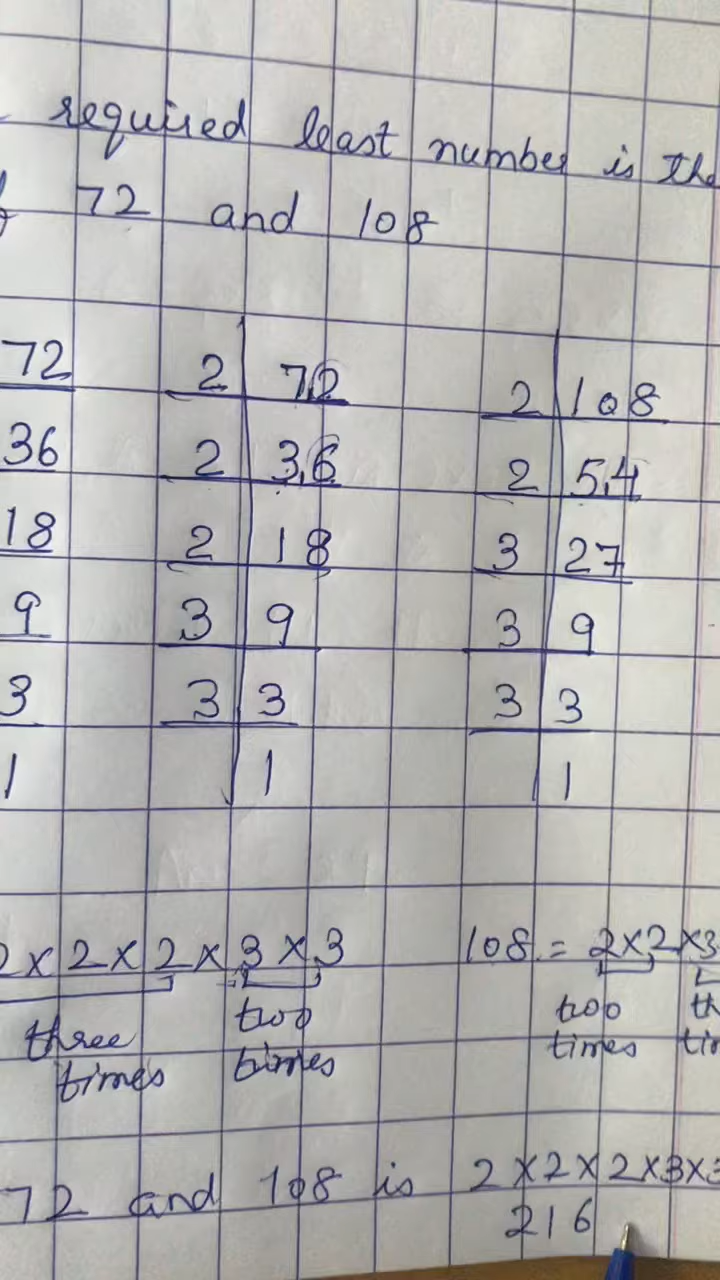 required least number is the
72 and 108
72 2 72 2 108
36 2 36 2 54
18 2 18 3 27
9 3 9 3 9
3 3 3 3 3
1 1 1
2 × 2 × 2 × 3 × 3 108 = 2×2×3
three times two times two times
72 and 108 is 2×2×2×3×3
216